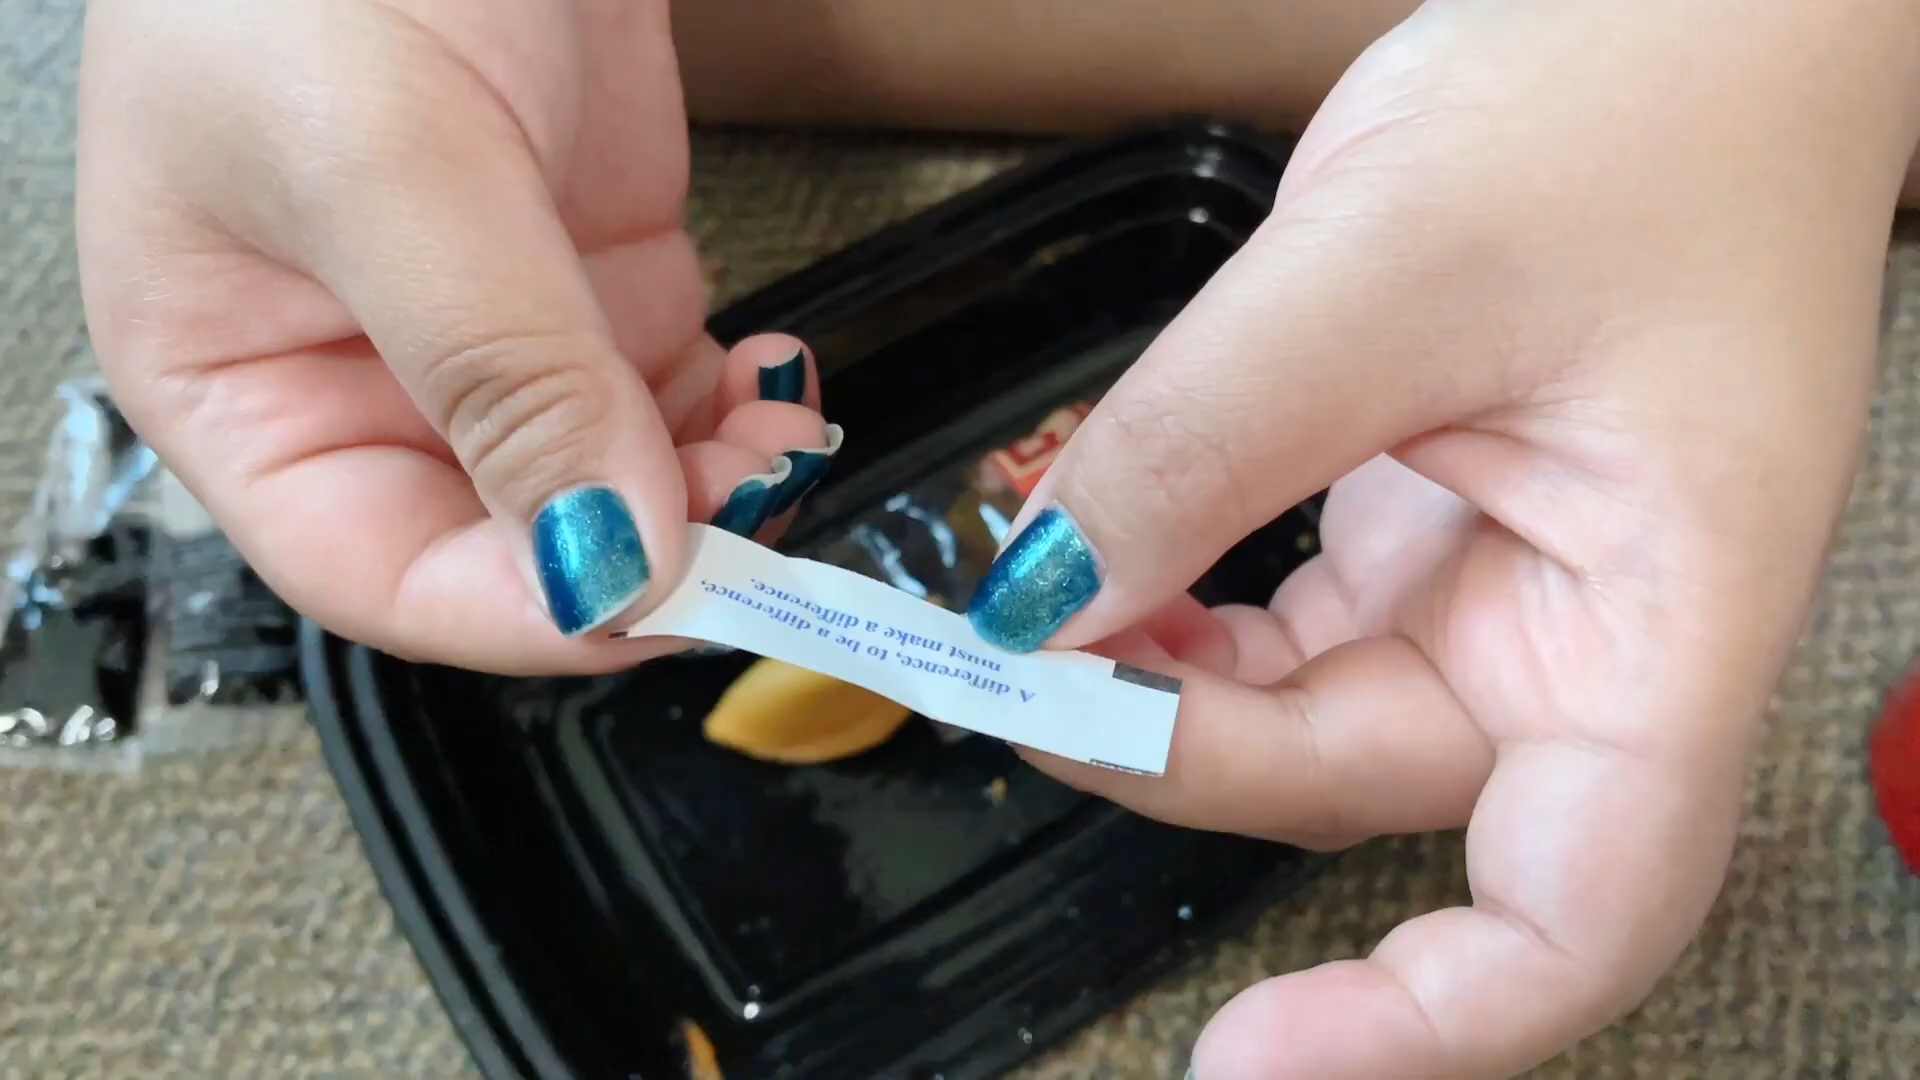 A difference, to be a difference,
must make a difference.